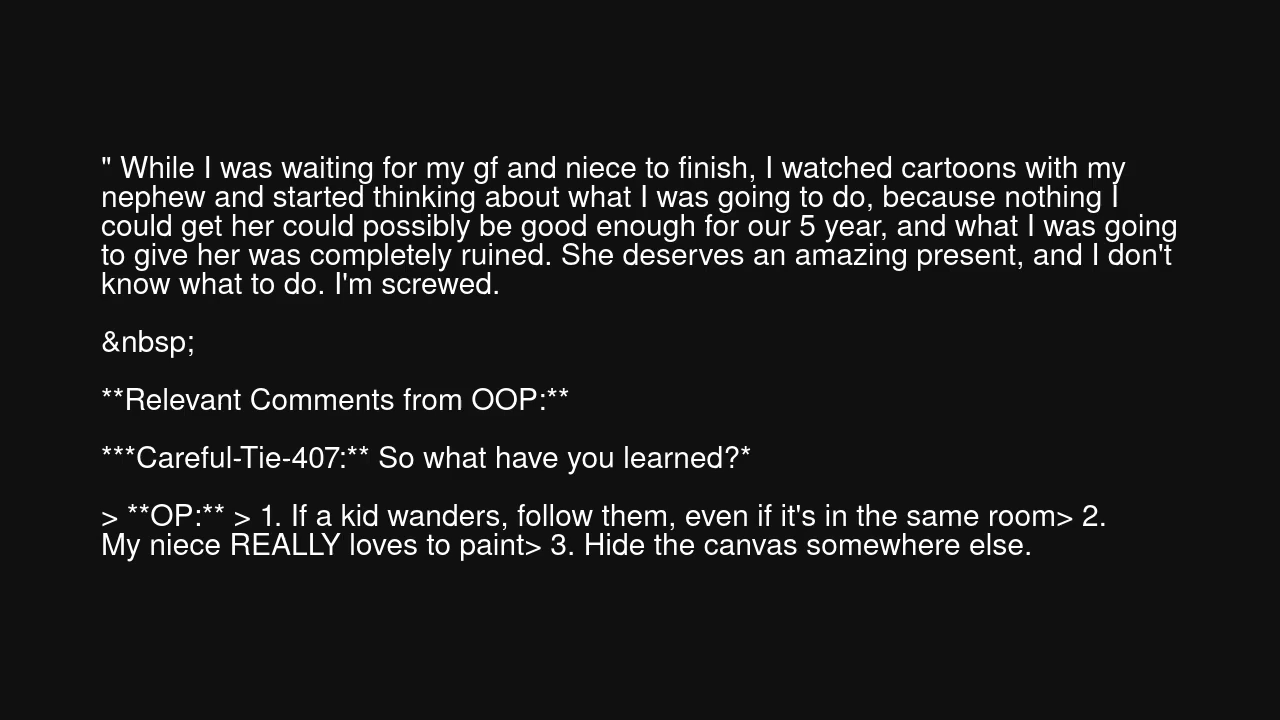 " While I was waiting for my gf and niece to finish, I watched cartoons with my
nephew and started thinking about what I was going to do, because nothing I
could get her could possibly be good enough for our 5 year, and what I was going
to give her was completely ruined. She deserves an amazing present, and I don't
know what to do. I'm screwed.
&nbsp;
**Relevant Comments from OOP:**
***Careful-Tie-407:** So what have you learned?*
> **OP:** > 1. If a kid wanders, follow them, even if it's in the same room> 2.
My niece REALLY loves to paint> 3. Hide the canvas somewhere else.